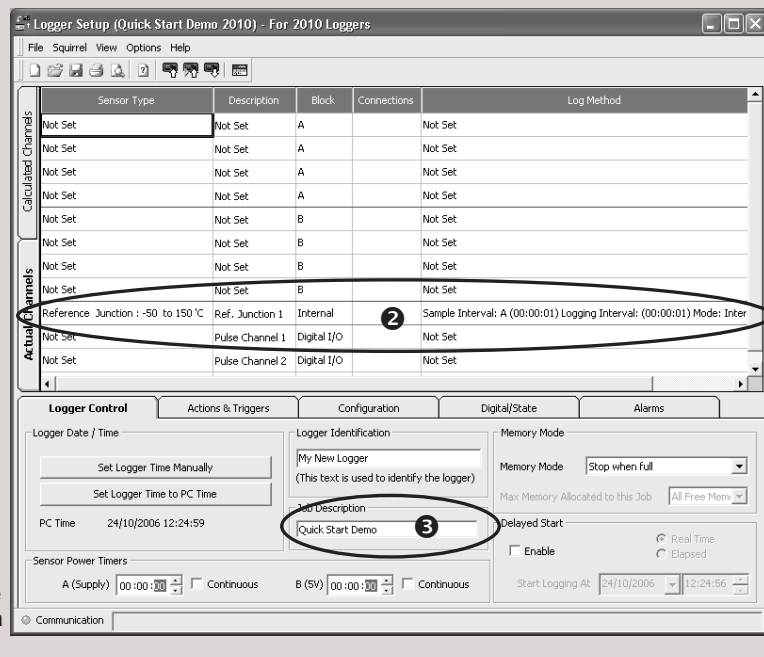 Logger Setup (Quick Start Demo 2010) - For 2010 Loggers
File Squirrel View Options Help
Sensor Type Description Block Connections Log Method
Calculated Channels
Actual Channels
Not Set Not Set A Not Set
Not Set Not Set A Not Set
Not Set Not Set A Not Set
Not Set Not Set A Not Set
Not Set Not Set B Not Set
Not Set Not Set B Not Set
Not Set Not Set B Not Set
Not Set Not Set B Not Set
Reference Junction : -50 to 150 °C Ref. Junction 1 Internal ❷ Sample Interval: A (00:00:01) Logging Interval: (00:00:01) Mode: Inter
Not Set Pulse Channel 1 Digital I/O Not Set
Not Set Pulse Channel 2 Digital I/O Not Set
Logger Control Actions & Triggers Configuration Digital/State Alarms
Logger Date / Time
Set Logger Time Manually
Set Logger Time to PC Time
PC Time 24/10/2006 12:24:59
Logger Identification
My New Logger
(This text is used to identify the logger)
Job Description
Quick Start Demo ❸
Memory Mode
Memory Mode Stop when full
Max Memory Allocated to this Job All Free Mem
Delayed Start
Enable
Real Time
Elapsed
Start Logging At 24/10/2006 12:24:56
Sensor Power Timers
A (Supply) 00:00:00 Continuous B (5V) 00:00:00 Continuous
Communication